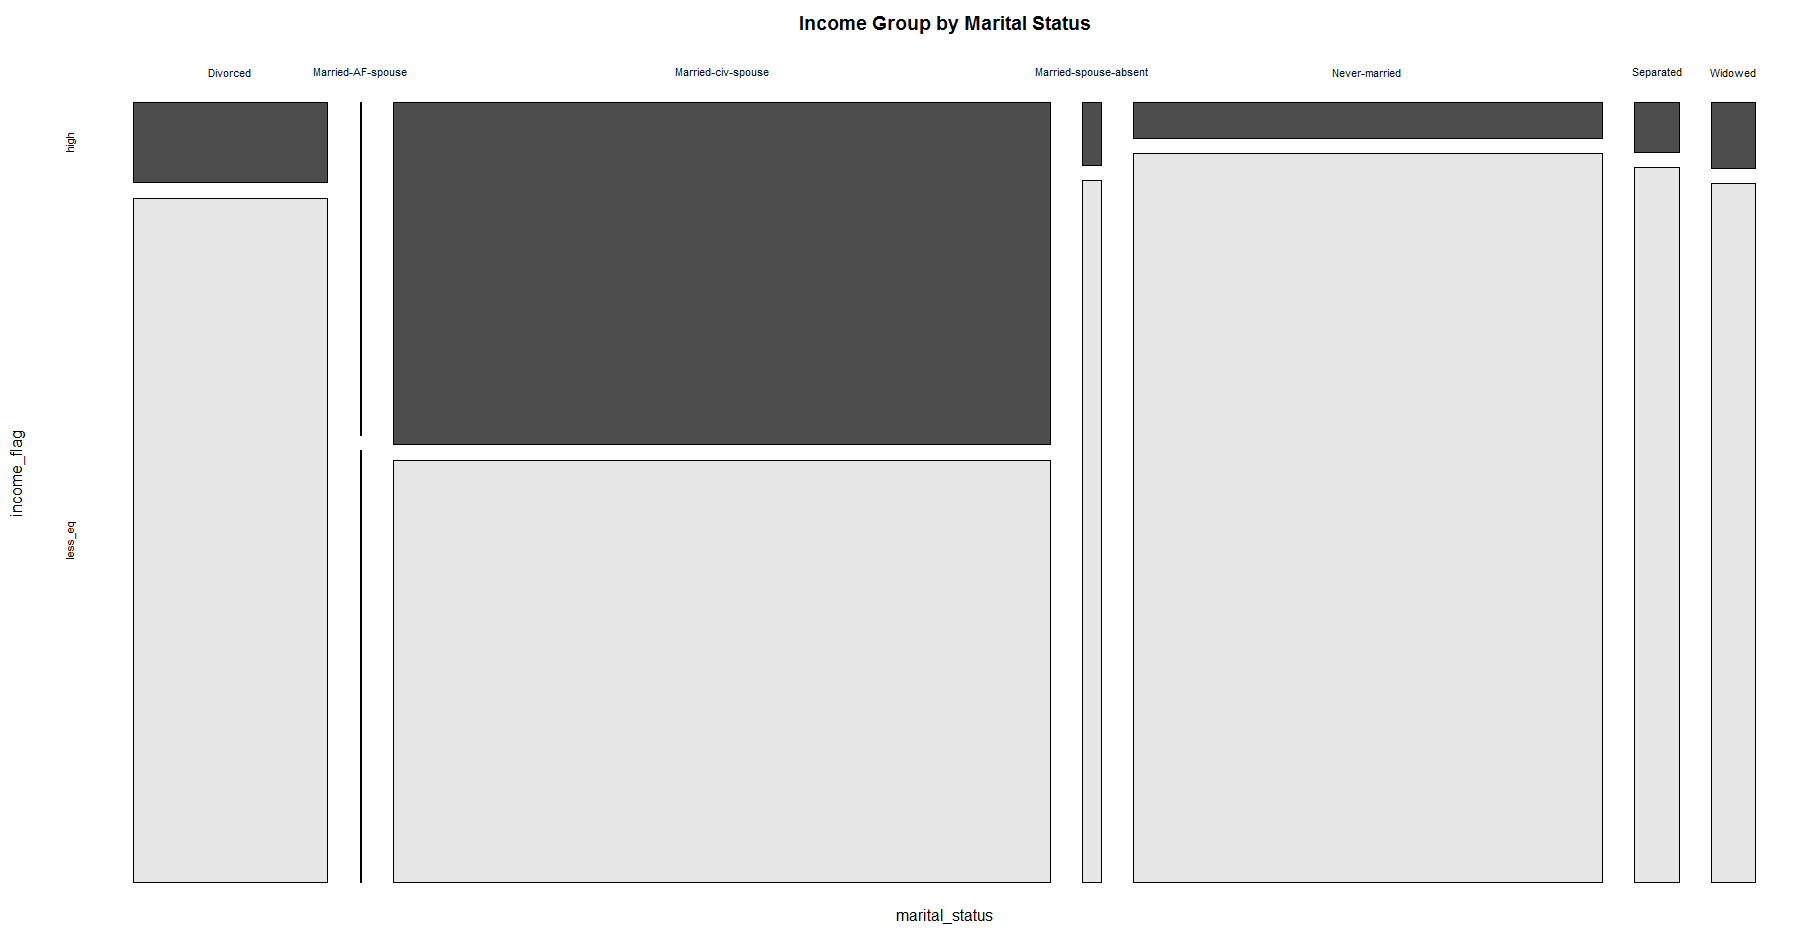 Income Group by Marital Status
Divorced
Married-AF-spouse
Married-civ-spouse
Married-spouse-absent
Never-married
Separated
Widowed
high
less_eq
income_flag
marital_status